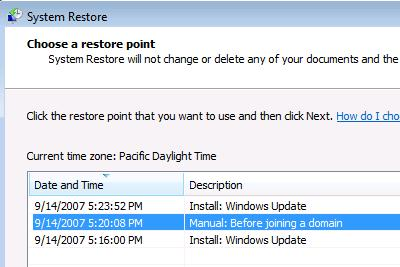 System Restore
Choose a restore point
System Restore will not change or delete any of your documents and the
Click the restore point that you want to use and then click Next. How do I cho
Current time zone: Pacific Daylight Time
Date and Time Description
9/14/2007 5:23:52 PM Install: Windows Update
9/14/2007 5:20:08 PM Manual: Before joining a domain
9/14/2007 5:16:00 PM Install: Windows Update